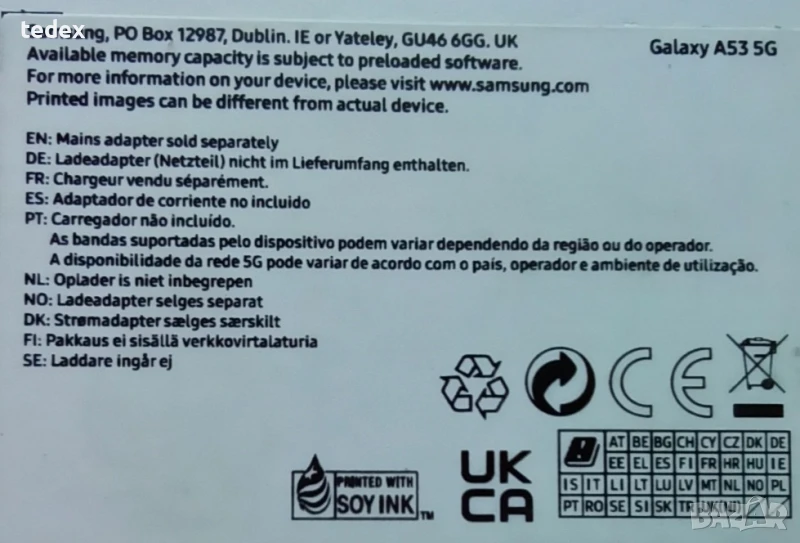 tedex
Samsung, PO Box 12987, Dublin. IE or Yateley, GU46 6GG. UK
Galaxy A53 5G
Available memory capacity is subject to preloaded software.
For more information on your device, please visit www.samsung.com
Printed images can be different from actual device.
EN: Mains adapter sold separately
DE: Ladeadapter (Netzteil) nicht im Lieferumfang enthalten.
FR: Chargeur vendu séparément.
ES: Adaptador de corriente no incluido
PT: Carregador não incluído.
As bandas suportadas pelo dispositivo podem variar dependendo da região ou do operador.
A disponibilidade da rede 5G pode variar de acordo com o país, operador e ambiente de utilização.
NL: Oplader is niet inbegrepen
NO: Ladeadapter selges separat
DK: Strømadapter sælges særskilt
FI: Pakkaus ei sisällä verkkovirtalaturia
SE: Laddare ingår ej
CE
PRINTED WITH
SOY INK TM
UK
CA
AT BE BG CH CY CZ DK DE
EE EL ES FI FR HR HU IE
IS IT LI LT LU LV MT NL NO PL
PT RO SE SI SK TR UK(NI)
BAZAR